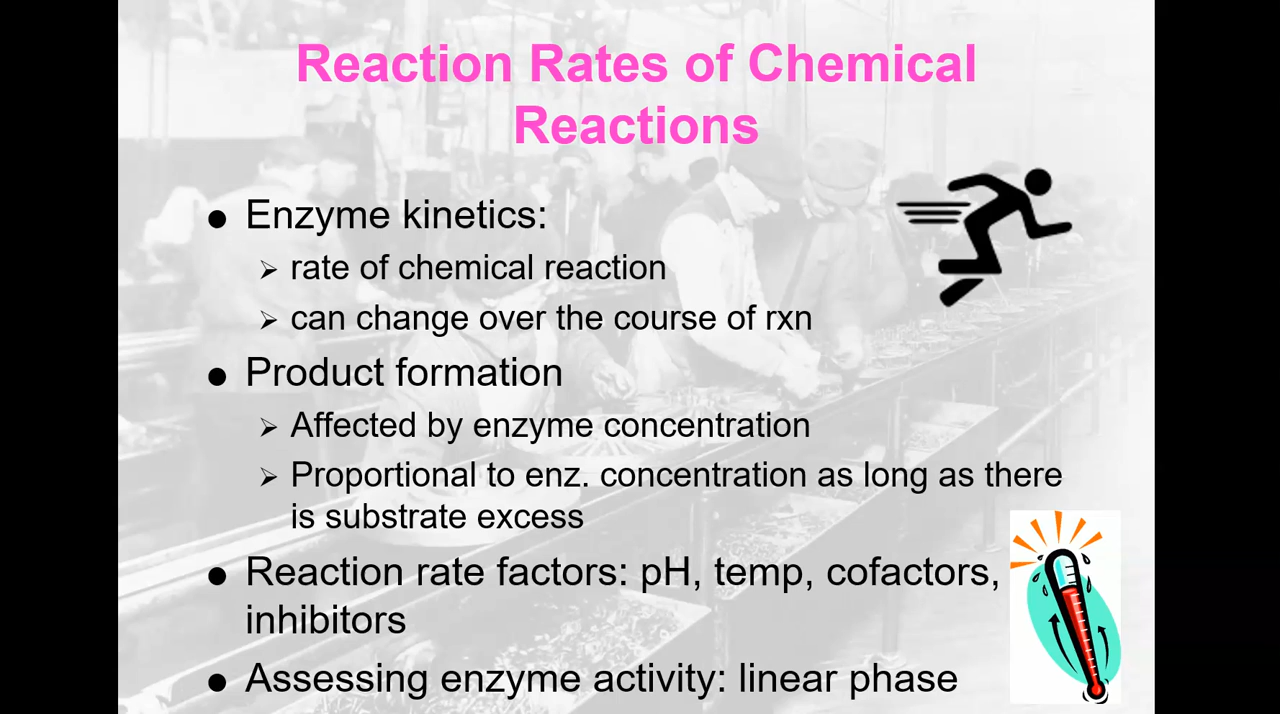 Reaction Rates of Chemical
Reactions
● Enzyme kinetics:
➢ rate of chemical reaction
➢ can change over the course of rxn
● Product formation
➢ Affected by enzyme concentration
➢ Proportional to enz. concentration as long as there
is substrate excess
● Reaction rate factors: pH, temp, cofactors,
inhibitors
● Assessing enzyme activity: linear phase